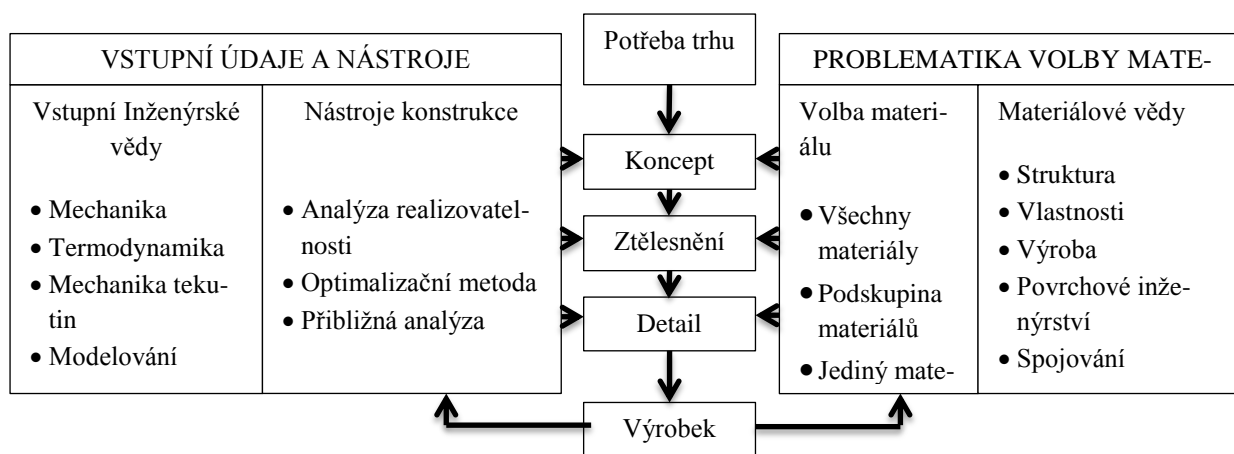 VSTUPNÍ ÚDAJE A NÁSTROJE
Vstupní Inženýrské
vědy
• Mechanika
• Termodynamika
• Mechanika teku-
tin
• Modelování
Nástroje konstrukce
• Analýza realizovatel-
nosti
• Optimalizační metoda
• Přibližná analýza
Potřeba trhu
Koncept
Ztělesnění
Detail
Výrobek
PROBLEMATIKA VOLBY MATE-
Volba materi-
álu
• Všechny
materiály
• Podskupina
materiálů
• Jediný mate-
Materiálové vědy
• Struktura
• Vlastnosti
• Výroba
• Povrchové inže-
nýrství
• Spojování